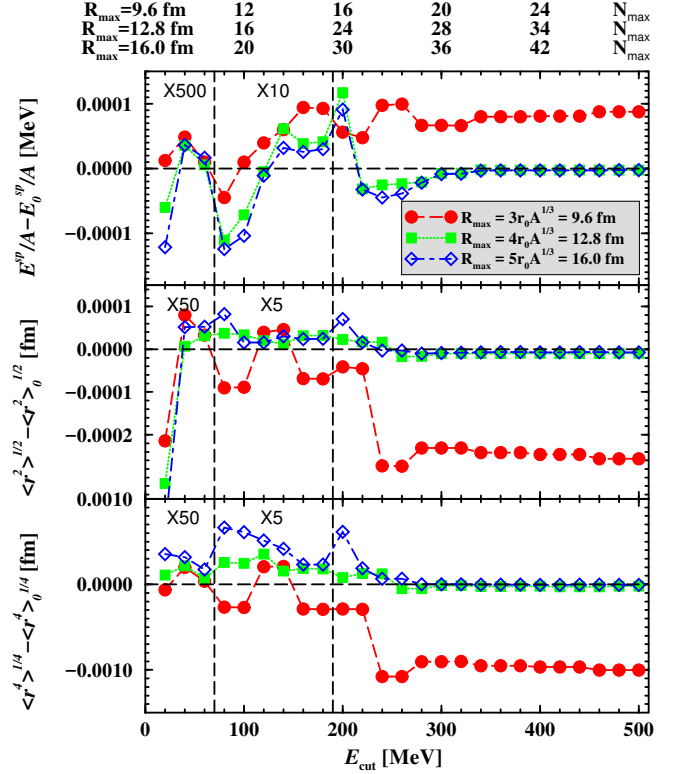 R_max=9.6 fm 12 16 20 24 N_max
R_max=12.8 fm 16 24 28 34 N_max
R_max=16.0 fm 20 30 36 42 N_max
X500 X10
0.0001
0.0000
−0.0001
E^sp/A−E_0^sp/A [MeV]
R_max = 3r_0A^1/3 = 9.6 fm
R_max = 4r_0A^1/3 = 12.8 fm
R_max = 5r_0A^1/3 = 16.0 fm
X50 X5
0.0001
0.0000
−0.0001
−0.0002
<r^2>^1/2−<r^2>_0^1/2 [fm]
0.0010
X50 X5
0.0000
−0.0010
<r^4>^1/4−<r^4>_0^1/4 [fm]
0 100 200 300 400 500
E_cut [MeV]